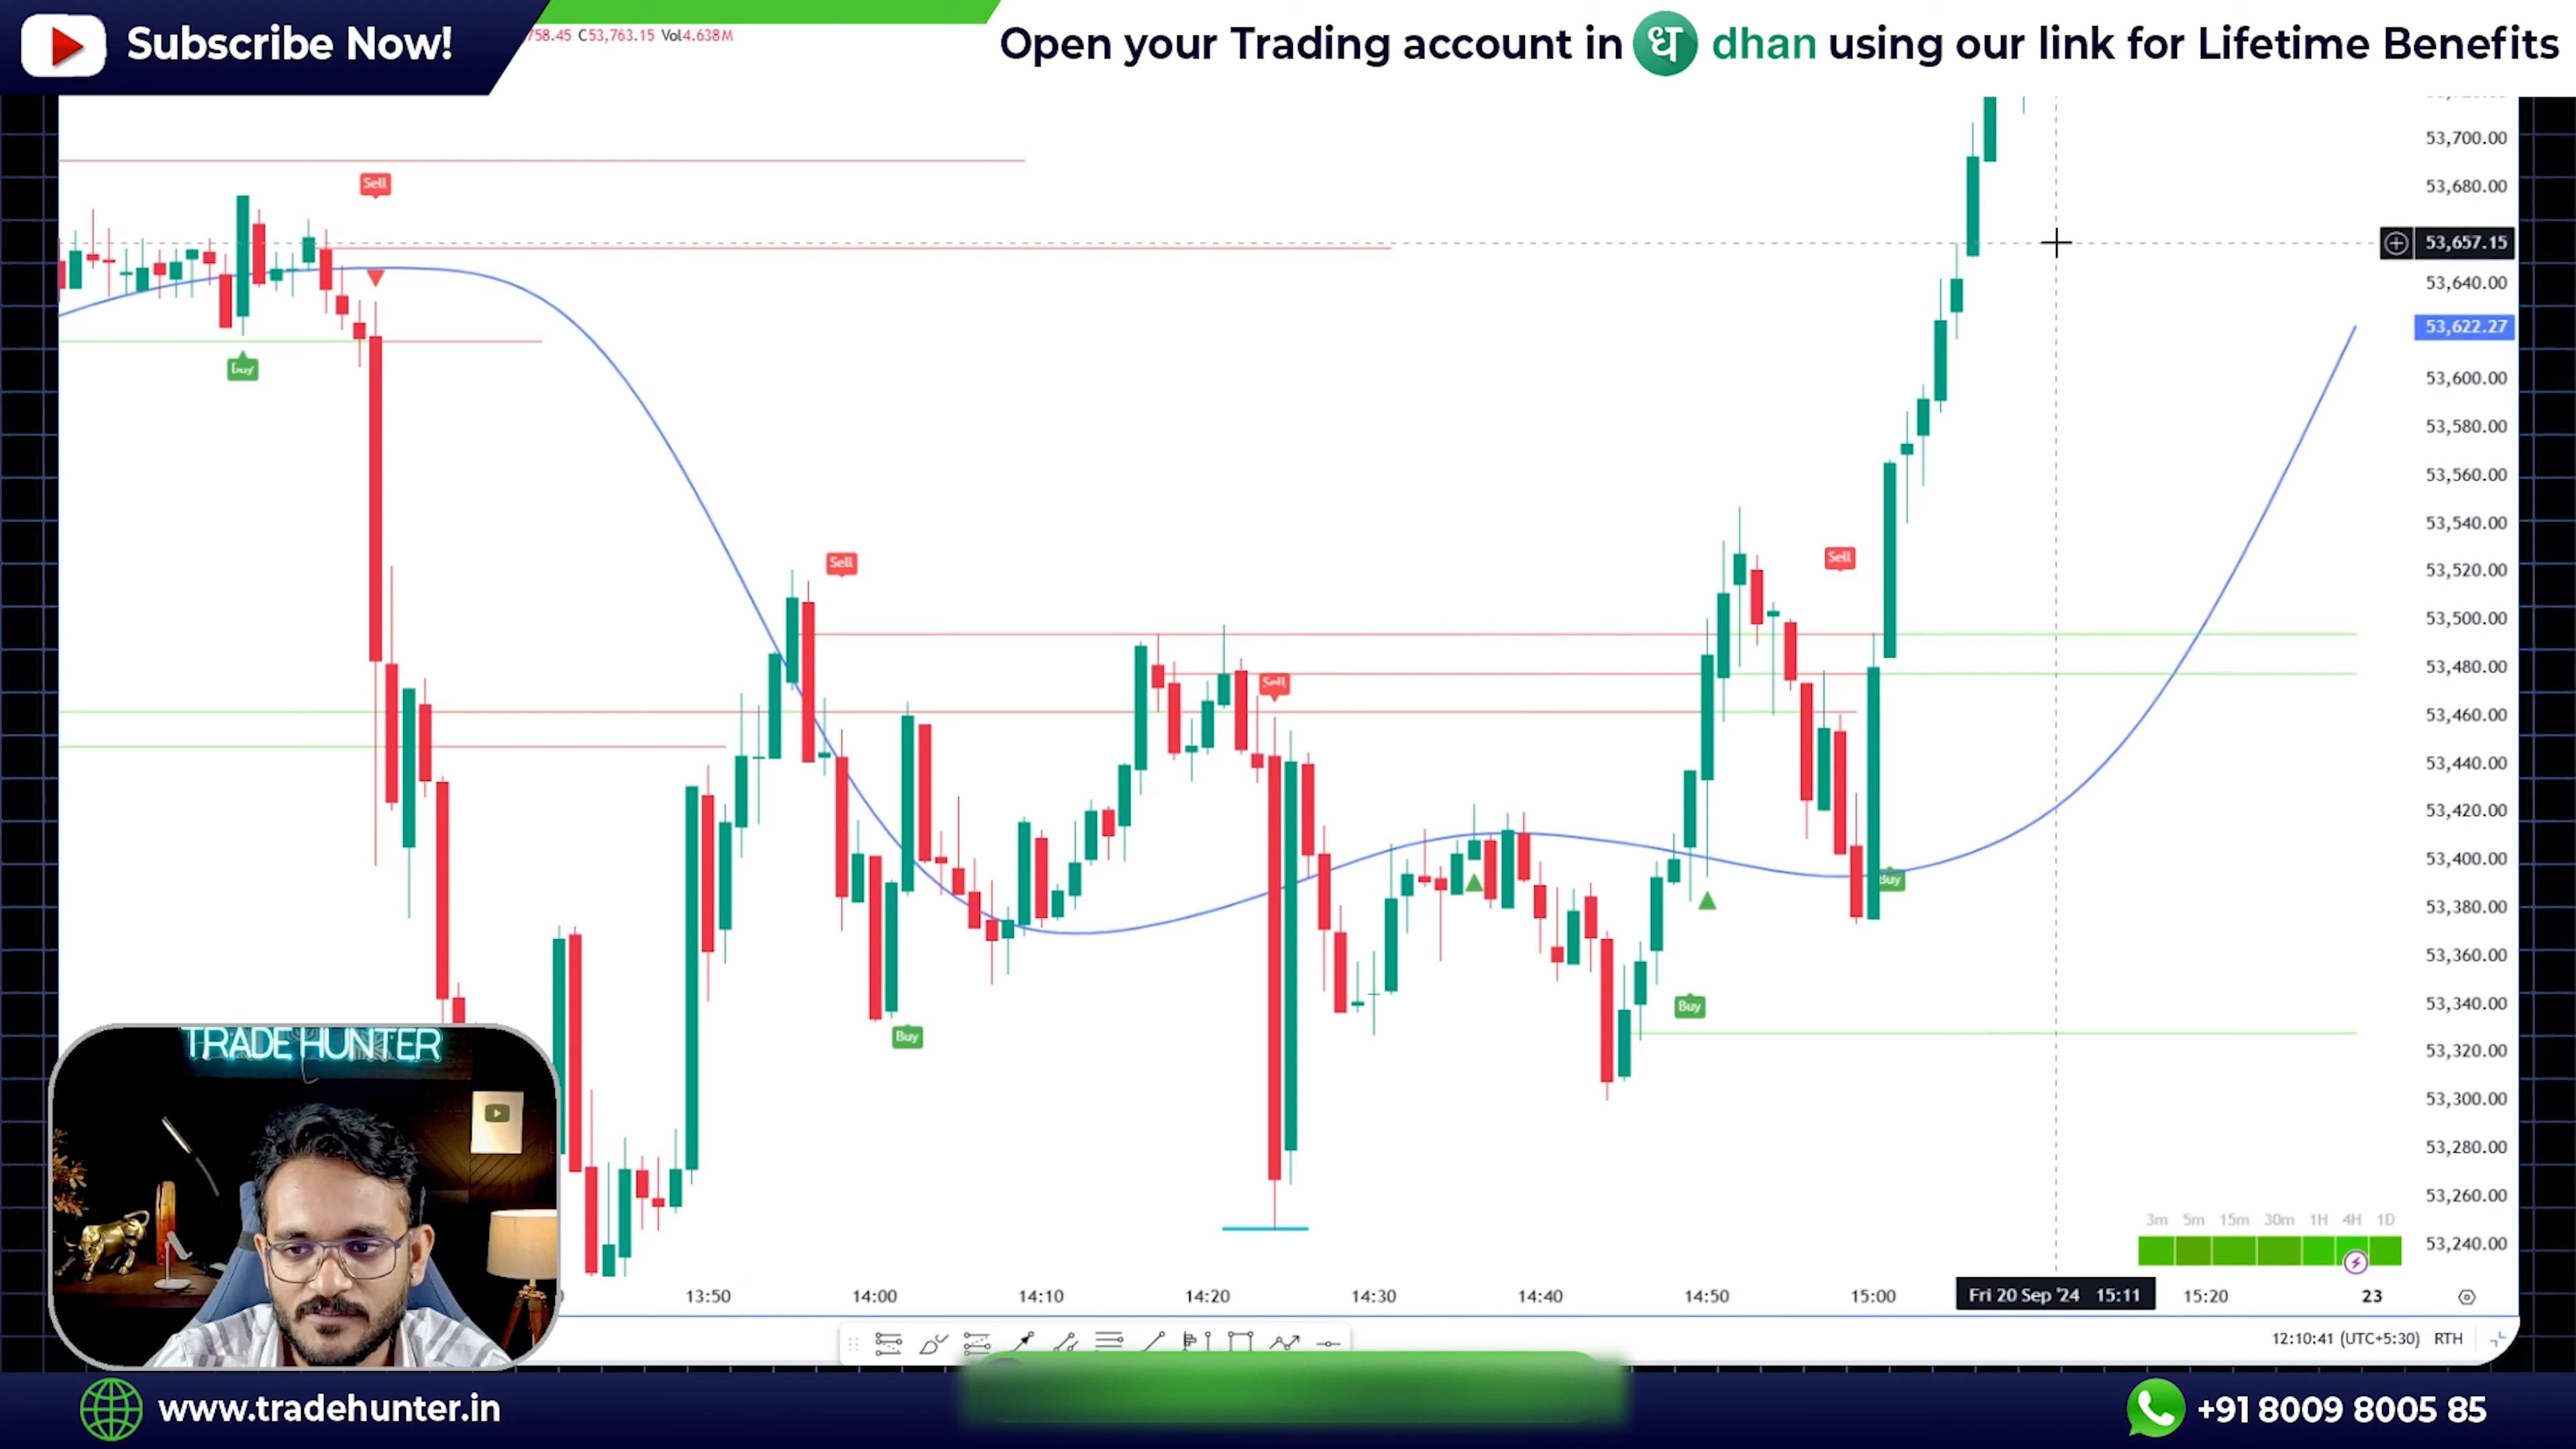 Subscribe Now!
758.45 C53,763.15 Vol4.638M
Open your Trading account in ध dhan using our link for Lifetime Benefits
53,700.00
Sell
53,680.00
53,657.15
53,640.00
53,622.27
Buy
53,600.00
53,580.00
53,560.00
53,540.00
Sell
Sell
53,520.00
53,500.00
53,480.00
Sell
53,460.00
53,440.00
53,420.00
53,400.00
Buy
53,380.00
53,360.00
53,340.00
Buy
Buy
53,320.00
53,300.00
53,280.00
53,260.00
53,240.00
TRADE HUNTER
3m 5m 15m 30m 1H 4H 1D
13:50 14:00 14:10 14:20 14:30 14:40 14:50 15:00 Fri 20 Sep '24 15:11 15:20 23
12:10:41 (UTC+5:30) RTH
www.tradehunter.in
+91 8009 8005 85